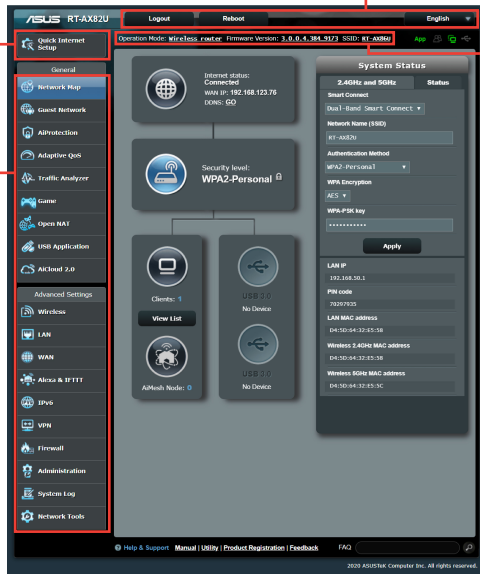 ASUS RT-AX82U
Logout
Reboot
English
Operation Mode: Wireless router Firmware Version: 3.0.0.4.384_9173 SSID: RT-AX86U
App
Quick Internet
Setup
General
Network Map
Guest Network
AiProtection
Adaptive QoS
Traffic Analyzer
Game
Open NAT
USB Application
AiCloud 2.0
Advanced Settings
Wireless
LAN
WAN
Alexa & IFTTT
IPv6
VPN
Firewall
Administration
System Log
Network Tools
Internet status:
Connected
WAN IP: 192.168.123.76
DDNS: GO
Security level:
WPA2-Personal
Clients: 1
View List
AiMesh Node: 0
USB 3.0
No Device
USB 3.0
No Device
System Status
2.4GHz and 5GHz
Status
Smart Connect
Dual-Band Smart Connect
Network Name (SSID)
RT-AX82U
Authentication Method
WPA2-Personal
WPA Encryption
AES
WPA-PSK key
•••••••••••
Apply
LAN IP
192.168.50.1
PIN code
70297935
LAN MAC address
D4:5D:64:32:E5:58
Wireless 2.4GHz MAC address
D4:5D:64:32:E5:58
Wireless 5GHz MAC address
D4:5D:64:32:E5:5C
Help & Support Manual | Utility | Product Registration | Feedback
FAQ
2020 ASUSTeK Computer Inc. All rights reserved.